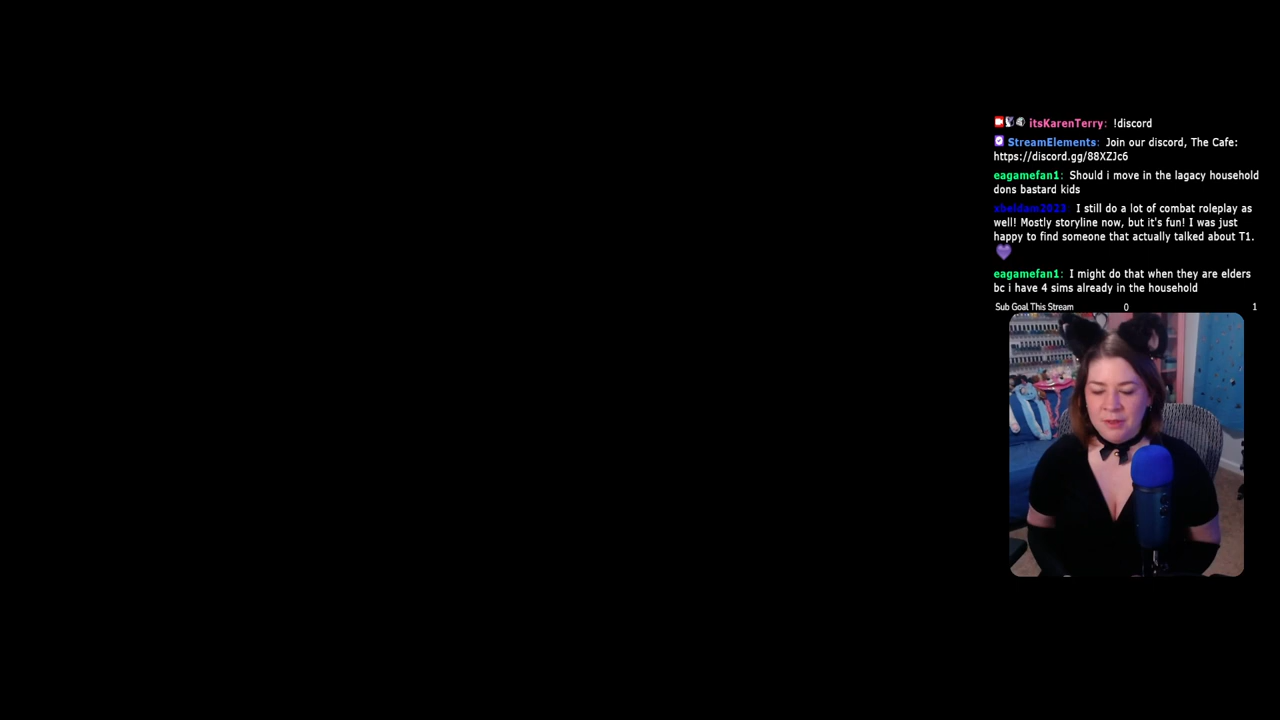 itsKarenTerry: !discord
StreamElements: Join our discord, The Cafe:
https://discord.gg/88XZJc6
eagamefan1: Should i move in the lagacy household
dons bastard kids
xbeldam2023 I still do a lot of combat roleplay as
well! Mostly storyline now, but it's fun! I was just
happy to find someone that actually talked about T1.
eagamefan1: I might do that when they are elders
bc i have 4 sims already in the household
Sub Goal This Stream 0 1